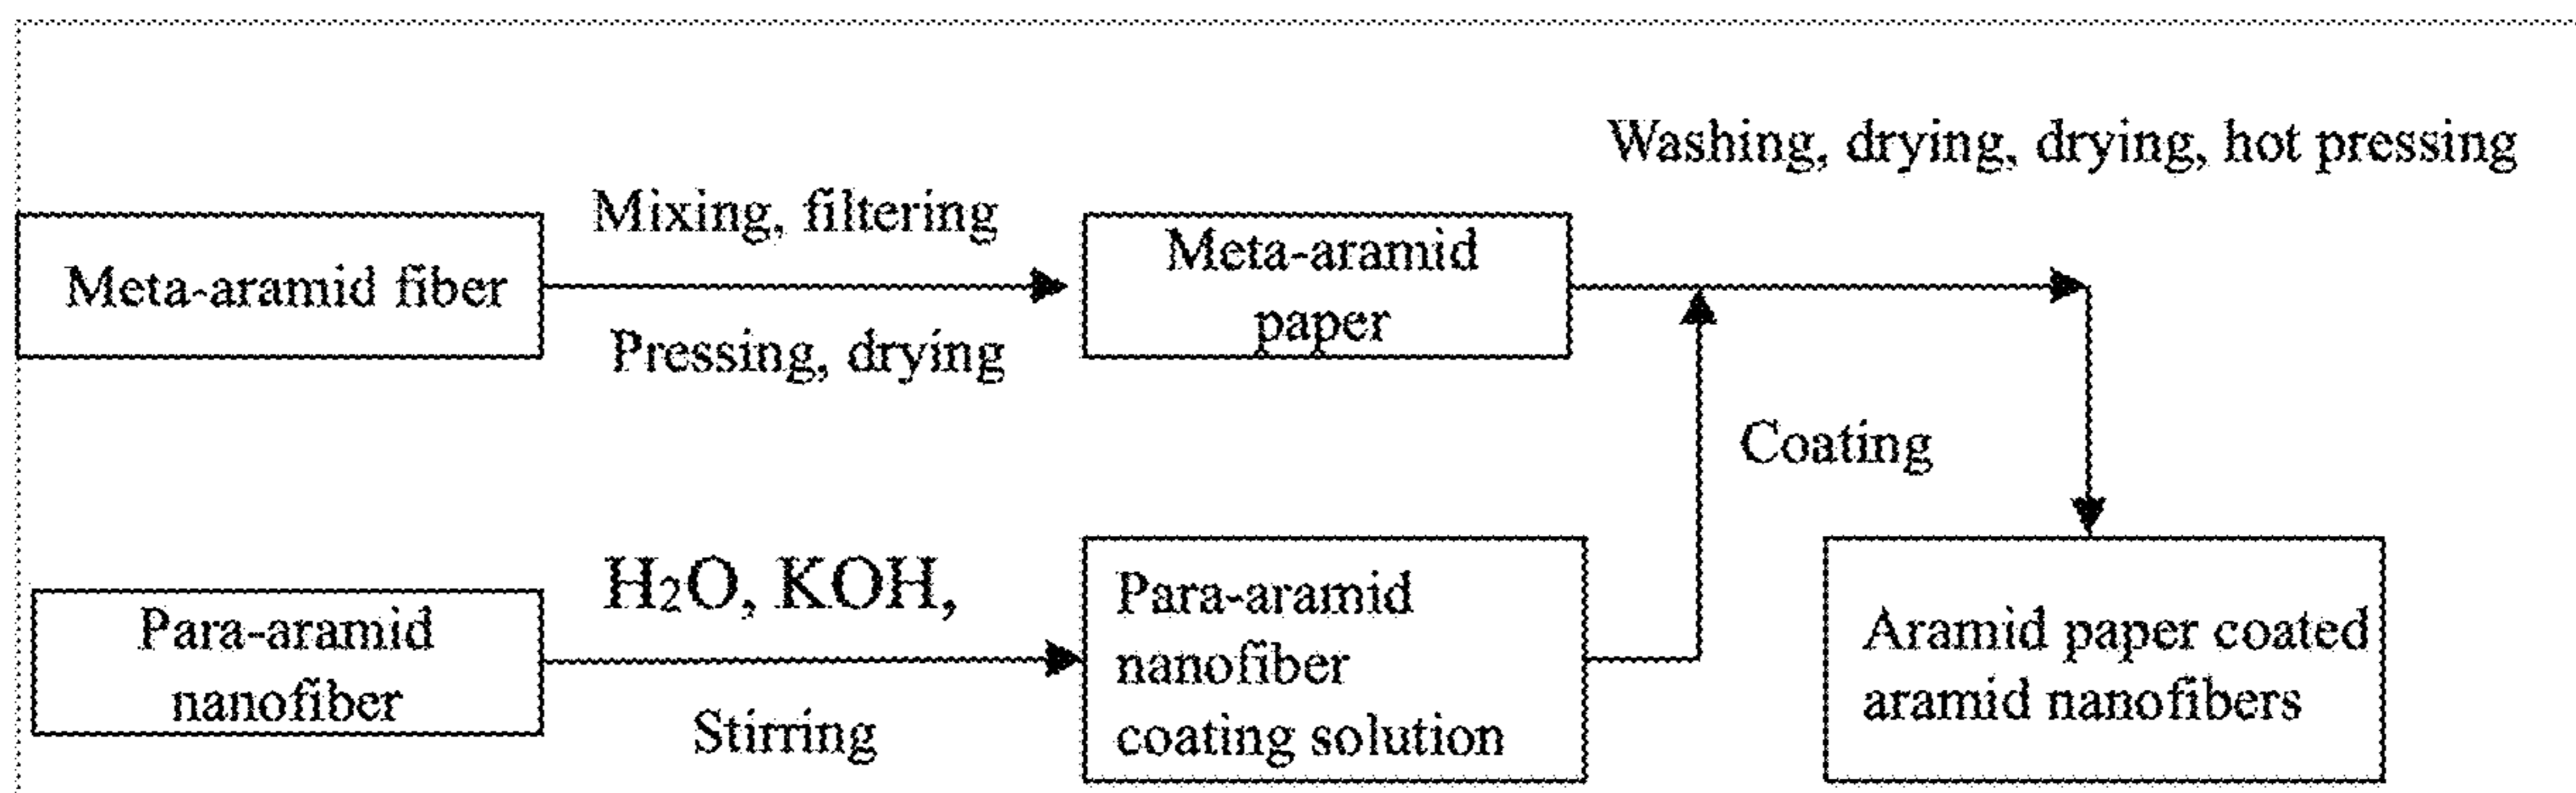 Washing, drying, drying, hot pressing
Mixing, filtering
Meta-aramid fiber
Pressing, drying
Meta-aramid
paper
Coating
Para-aramid
nanofiber
H₂O, KOH,
Stirring
Para-aramid
nanofiber
coating solution
Aramid paper coated
aramid nanofibers